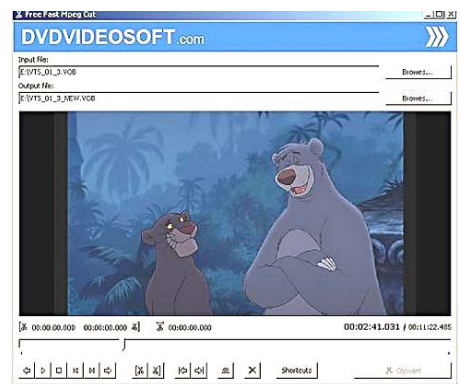 Free Fast Mpeg Cut
DVDVIDEOSOFT.com
Input file:
E:\VTS_01_3.VOB
Browse...
Output file:
E:\VTS_01_3_NEW.VOB
Browse...
00:00:00.000 00:00:00.000 00:00:00.000 00:02:41.031 / 00:11:22.485
Shortcuts Convert